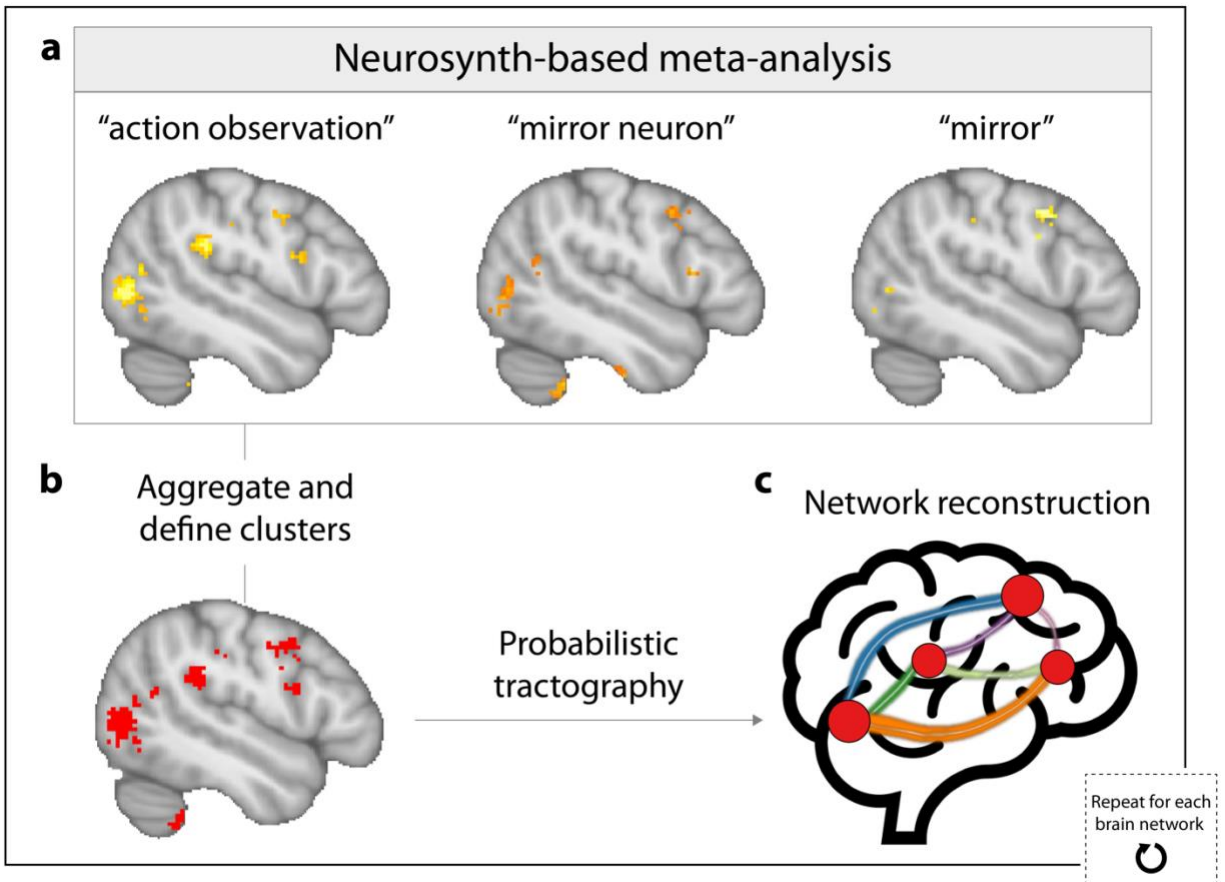 a
Neurosynth-based meta-analysis
“action observation”
“mirror neuron”
“mirror”
b
Aggregate and
define clusters
Probabilistic
tractography
c
Network reconstruction
Repeat for each
brain network